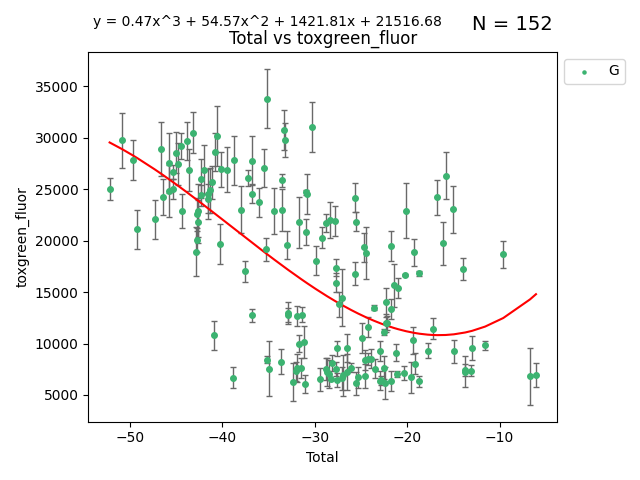 y = 0.47x^3 + 54.57x^2 + 1421.81x + 21516.68
N = 152
Total vs toxgreen_fluor
G
35000
30000
25000
20000
15000
10000
5000
toxgreen_fluor
−50
−40
−30
−20
−10
Total